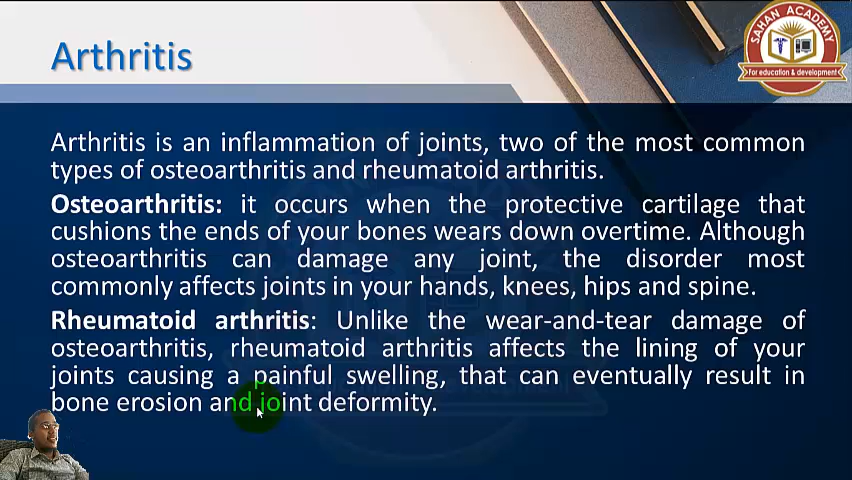 Arthritis
SAHAN ACADEMY
for education & development
Arthritis is an inflammation of joints, two of the most common
types of osteoarthritis and rheumatoid arthritis.
Osteoarthritis: it occurs when the protective cartilage that
cushions the ends of your bones wears down overtime. Although
osteoarthritis can damage any joint, the disorder most
commonly affects joints in your hands, knees, hips and spine.
Rheumatoid arthritis: Unlike the wear-and-tear damage of
osteoarthritis, rheumatoid arthritis affects the lining of your
joints causing a painful swelling, that can eventually result in
bone erosion and joint deformity.